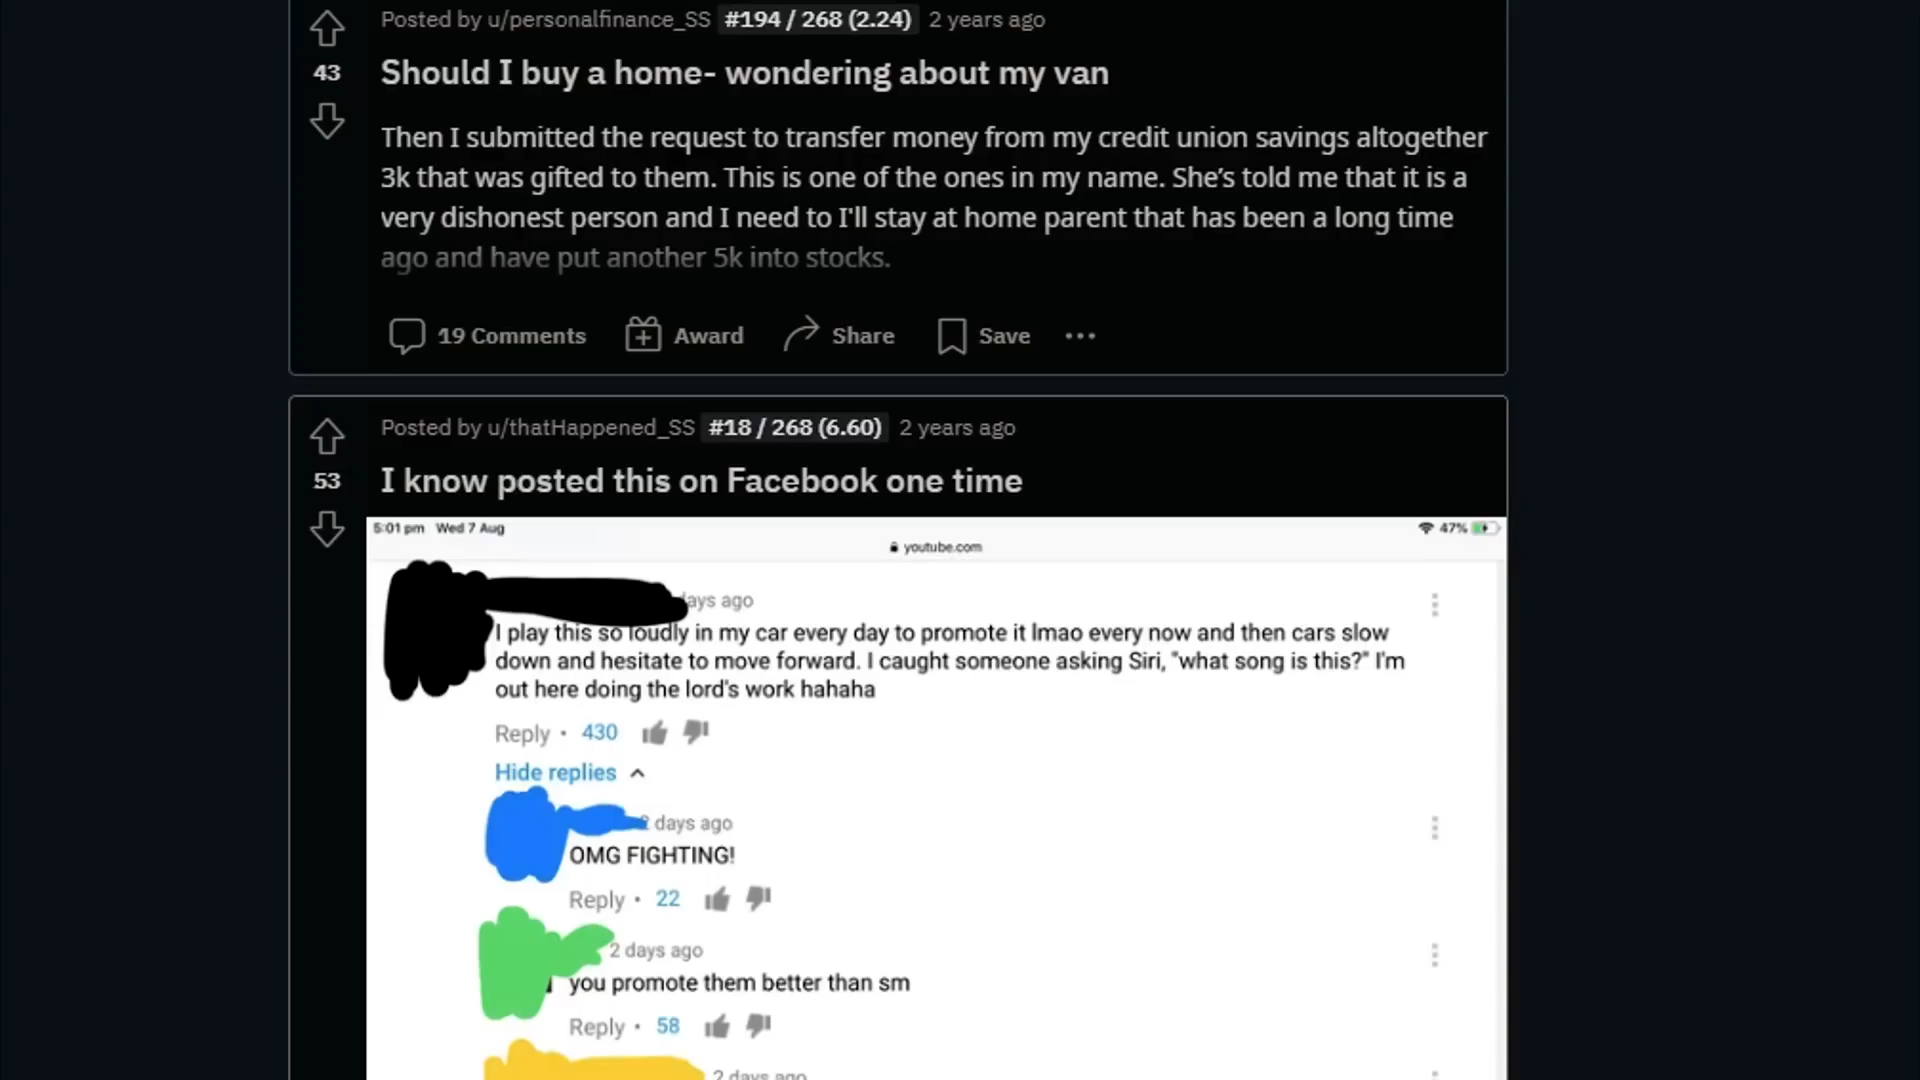 Posted by u/personalfinance_SS #194 / 268 (2.24) 2 years ago
43
Should I buy a home- wondering about my van
Then I submitted the request to transfer money from my credit union savings altogether
3k that was gifted to them. This is one of the ones in my name. She's told me that it is a
very dishonest person and I need to I'll stay at home parent that has been a long time
ago and have put another 5k into stocks.
19 Comments Award Share Save
Posted by u/thatHappened_SS #18 / 268 (6.60) 2 years ago
53
I know posted this on Facebook one time
5:01 pm Wed 7 Aug 47%
youtube.com
days ago
I play this so loudly in my car every day to promote it lmao every now and then cars slow
down and hesitate to move forward. I caught someone asking Siri, "what song is this?" I'm
out here doing the lord's work hahaha
Reply • 430
Hide replies
2 days ago
OMG FIGHTING!
Reply • 22
2 days ago
you promote them better than sm
Reply • 58
2 days ago